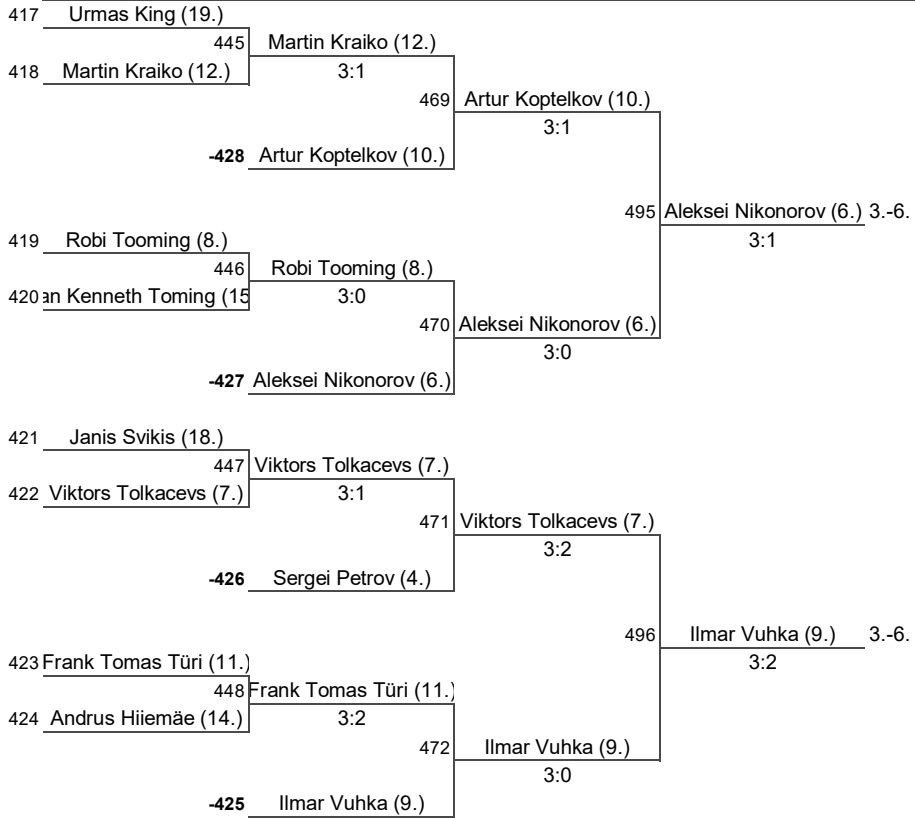 417 Urmas King (19.)
445 Martin Kraiko (12.)
418 Martin Kraiko (12.) 3:1
469 Artur Koptelkov (10.)
3:1
-428 Artur Koptelkov (10.)
495 Aleksei Nikonorov (6.) 3.-6.
3:1
419 Robi Tooming (8.)
446 Robi Tooming (8.)
420 an Kenneth Toming (15 3:0
470 Aleksei Nikonorov (6.)
3:0
-427 Aleksei Nikonorov (6.)
421 Janis Svikis (18.)
447 Viktors Tolkacevs (7.)
422 Viktors Tolkacevs (7.) 3:1
471 Viktors Tolkacevs (7.)
3:2
-426 Sergei Petrov (4.)
496 Ilmar Vuhka (9.) 3.-6.
3:2
423 Frank Tomas Türi (11.)
448 Frank Tomas Türi (11.)
424 Andrus Hiiemäe (14.) 3:2
472 Ilmar Vuhka (9.)
3:0
-425 Ilmar Vuhka (9.)